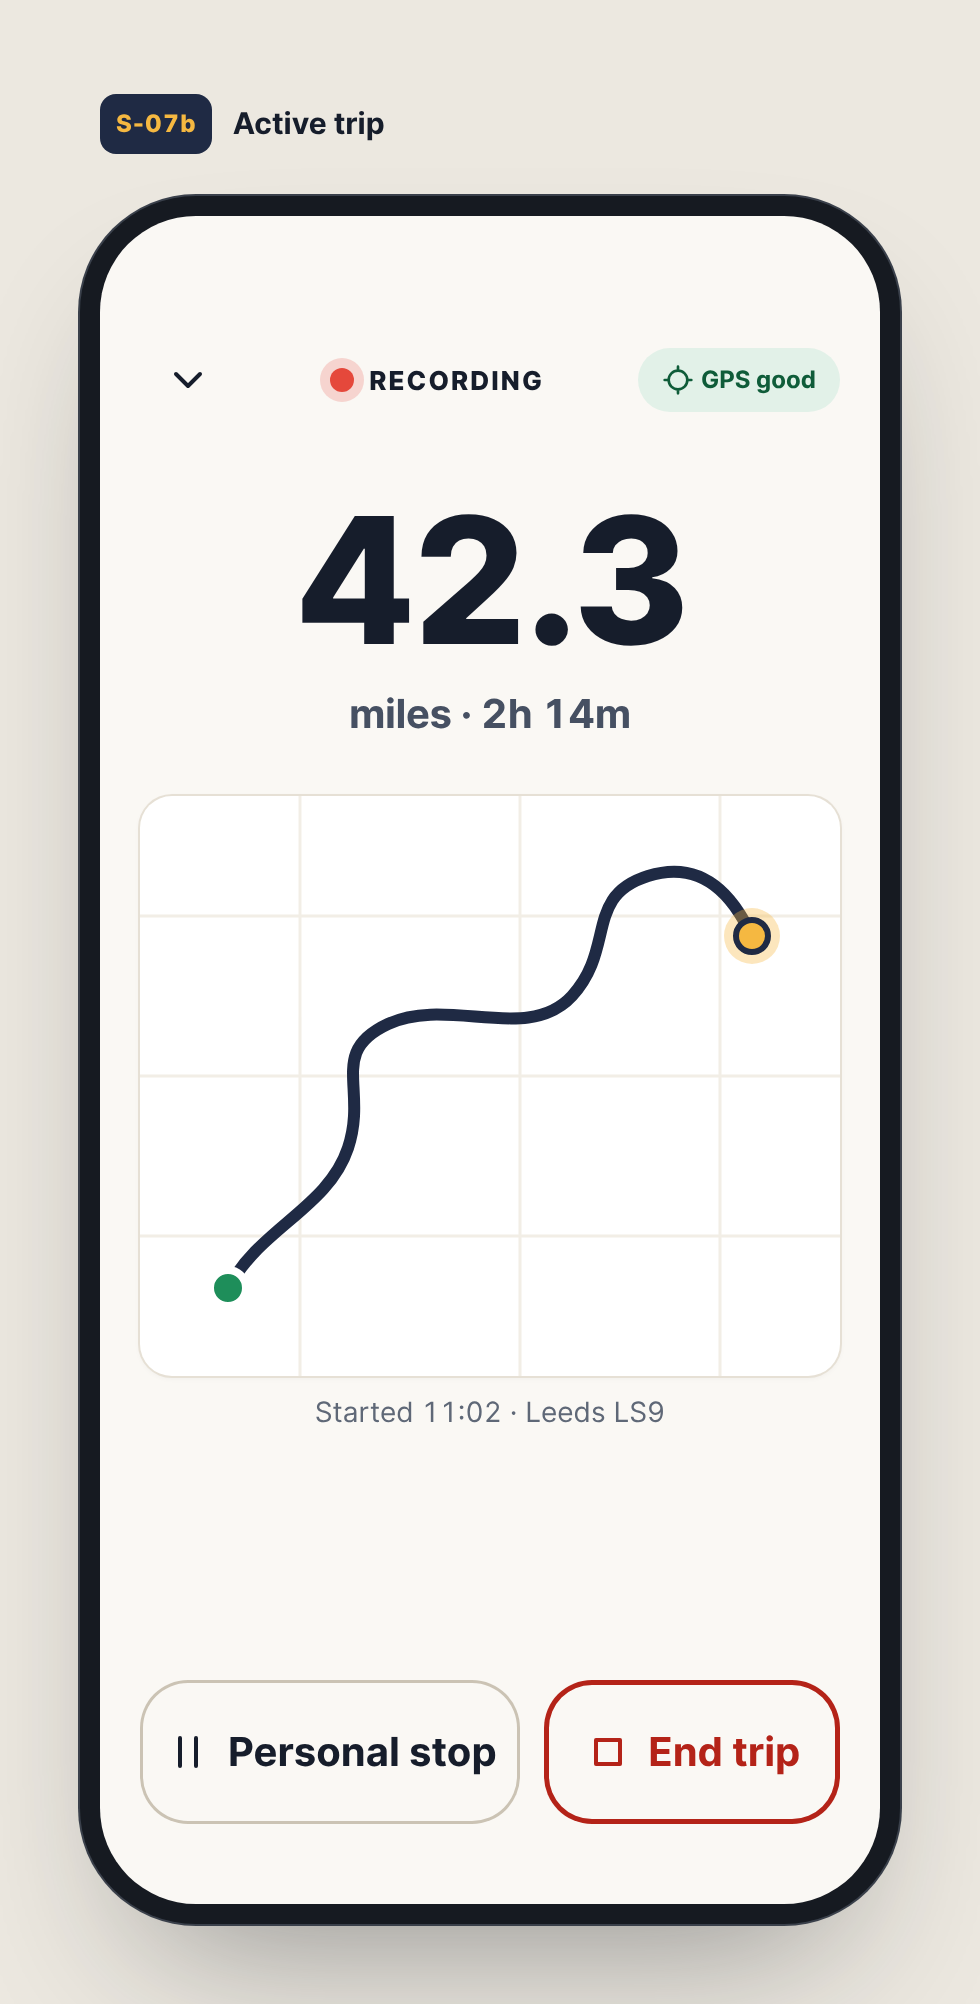 S-07b Active trip
RECORDING GPS good
42.3
miles · 2h 14m
Started 11:02 · Leeds LS9
Personal stop End trip